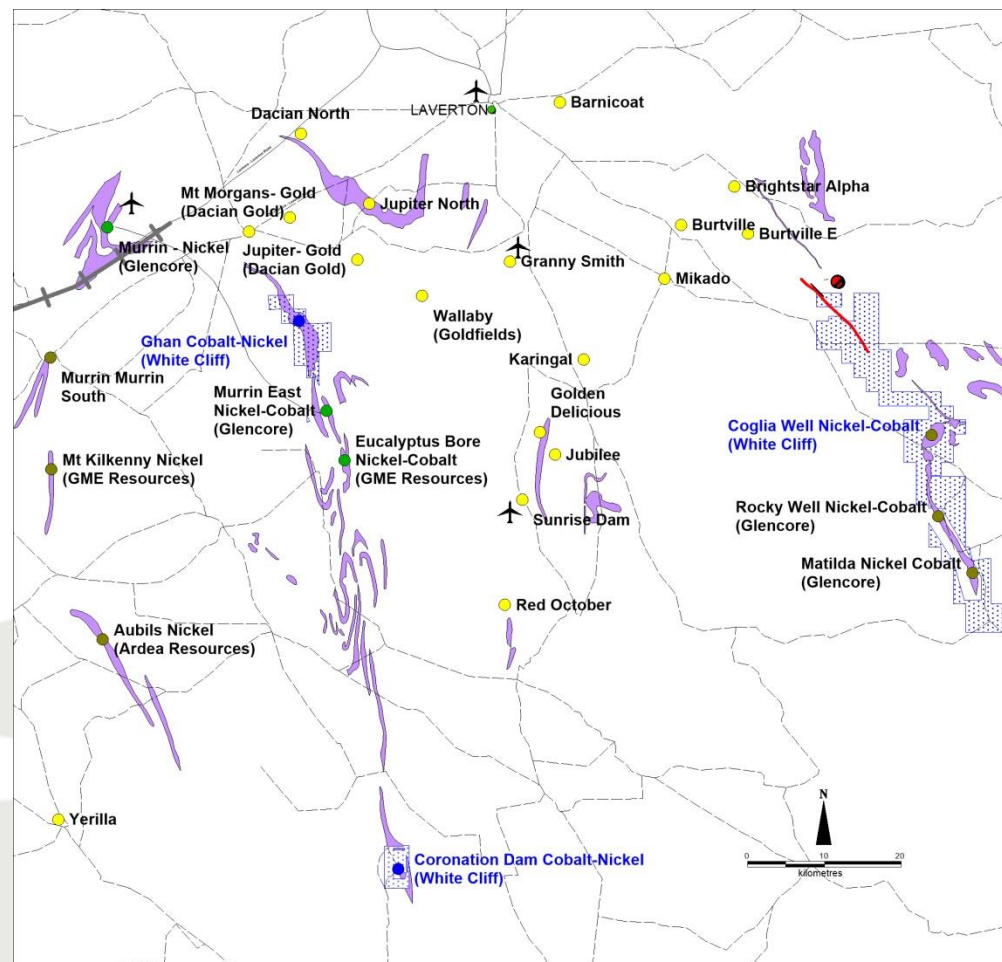 LAVERTON
Barnicoat
Dacian North
Brightstar Alpha
Mt Morgans- Gold
(Dacian Gold)
Jupiter North
Burtville
Burtville E
Murrin - Nickel
(Glencore)
Jupiter- Gold
(Dacian Gold)
Granny Smith
Mikado
Wallaby
(Goldfields)
Ghan Cobalt-Nickel
(White Cliff)
Karingal
Murrin Murrin
South
Murrin East
Nickel-Cobalt
(Glencore)
Golden
Delicious
Coglia Well Nickel-Cobalt
(White Cliff)
Eucalyptus Bore
Nickel-Cobalt
(GME Resources)
Jubilee
Mt Kilkenny Nickel
(GME Resources)
Rocky Well Nickel-Cobalt
(Glencore)
Sunrise Dam
Matilda Nickel Cobalt
(Glencore)
Red October
Aubils Nickel
(Ardea Resources)
N
Yerilla
0 10 20
kilometres
Coronation Dam Cobalt-Nickel
(White Cliff)